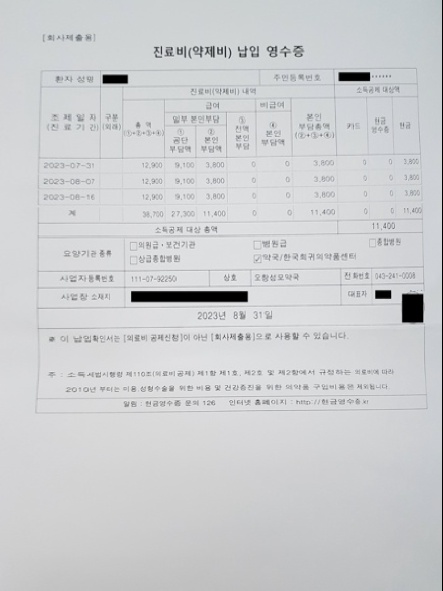 [회사제출용]
진료비(약제비) 납입 영수증
환자 성명 주민등록번호 ••••••
진료비(약제비) 내역 소득공제 대상액
조제일자 (진료기간) 구분 (외래) 총액 (①+②+③+④) 급여 비급여 본인 부담총액 (②+③+④) 카드 현금 영수증 현금
일부 본인부담 ⑤ 전액 본인 부담 ④ 본인 부담액
① 공단 부담액 ② 본인 부담액
2023-07-31 12,900 9,100 3,800 0 0 3,800 0 0 3,800
2023-08-07 12,900 9,100 3,800 0 0 3,800 0 0 3,800
2023-08-16 12,900 9,100 3,800 0 0 3,800 0 0 3,800
계 38,700 27,300 11,400 0 0 11,400 0 0 11,400
소득공제 대상 총액 11,400
요양기관 종류 □의원급·보건기관 □병원급 □종합병원
□상급종합병원 ☑약국/한국희귀의약품센터
사업자등록번호 111-07-92250 상호 오창성모약국 전화번호 043-241-0008
사업장 소재지 대표자
2023년 8월 31일
※ 이 납입확인서는 [의료비 공제신청]이 아닌 [회사제출용]으로 사용할 수 있습니다.
주 : 소득세법시행령 제110조(의료비공제) 제1항 제1호, 제2호 및 제2항에서 규정하는 의료비에 따라
2010년 부터는 미용,성형수술을 위한 비용 및 건강증진을 위한 의약품 구입비용은 제외됩니다.
알림 : 현금영수증 문의 126 인터넷 홈페이지 : http://현금영수증.kr